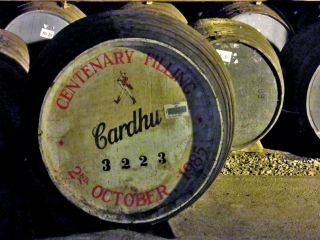 CENTENARY FILLING
Cardhu
3223
2ND OCTOBER 1985